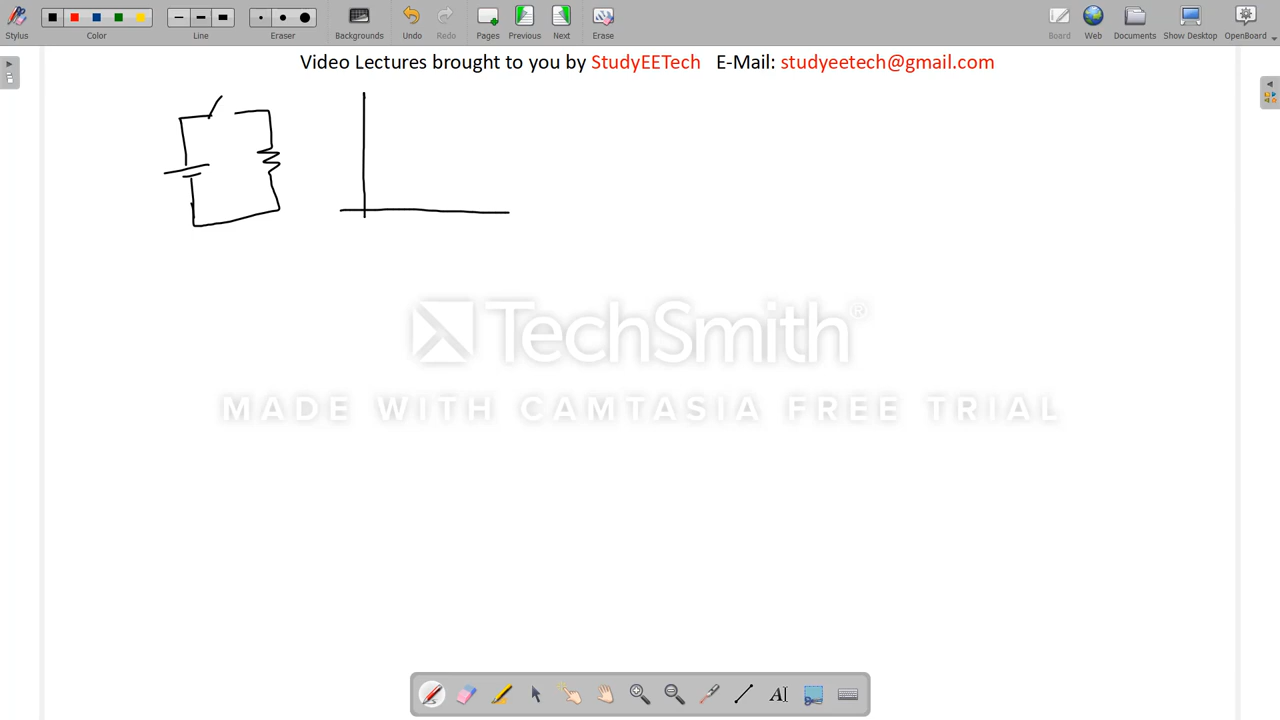 Stylus Color Line Eraser Backgrounds Undo Redo Pages Previous Next Erase Board Web Documents Show Desktop OpenBoard
Video Lectures brought to you by StudyEETech E-Mail: studyeetech@gmail.com
TechSmith®
MADE WITH CAMTASIA FREE TRIAL
AI